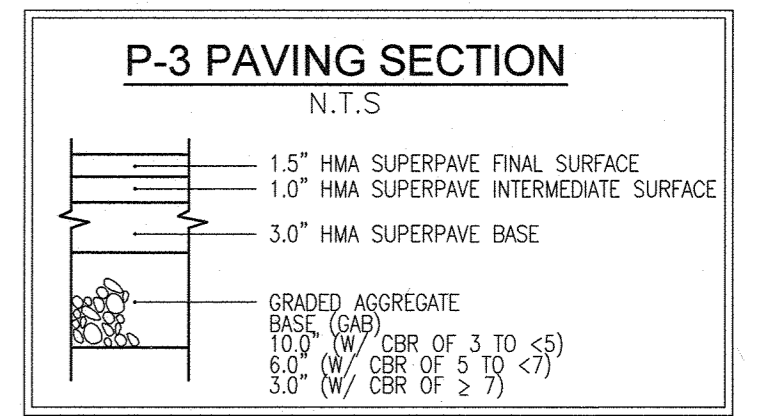 P-3 PAVING SECTION
N.T.S
1.5" HMA SUPERPAVE FINAL SURFACE
1.0" HMA SUPERPAVE INTERMEDIATE SURFACE
3.0" HMA SUPERPAVE BASE
GRADED AGGREGATE
BASE (GAB)
10.0" (W/ CBR OF 3 TO <5)
6.0" (W/ CBR OF 5 TO <7)
3.0" (W/ CBR OF ≥ 7)